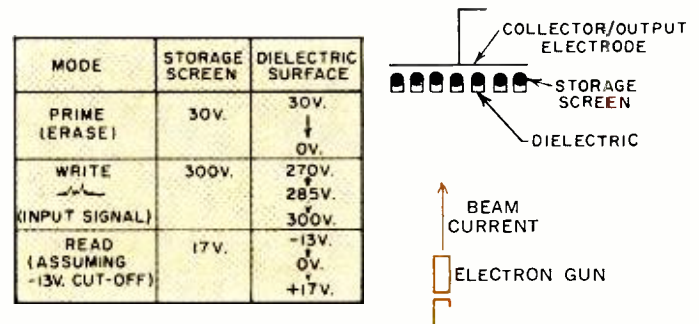 MODE
STORAGE SCREEN
DIELECTRIC SURFACE
PRIME (ERASE)
30V.
30V.
0V.
WRITE
(INPUT SIGNAL)
300V.
270V.
285V.
300V.
READ
(ASSUMING
-13V. CUT-OFF)
17V.
-13V.
0V.
+17V.
COLLECTOR/OUTPUT
ELECTRODE
STORAGE
SCREEN
DIELECTRIC
BEAM
CURRENT
ELECTRON GUN